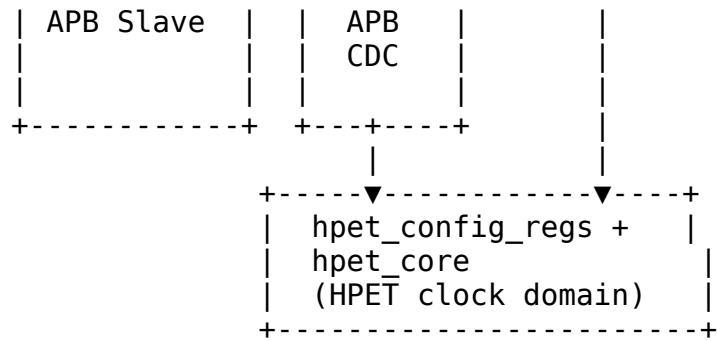 | APB Slave  |  |  APB    |       |
|            |  |  CDC    |       |
|            |  |         |       |
+------------+  +---+----+        |
                    |             |
              +-----▼------------▼----+
              |  hpet_config_regs +   |
              |  hpet_core             |
              |  (HPET clock domain)   |
              +------------------------+